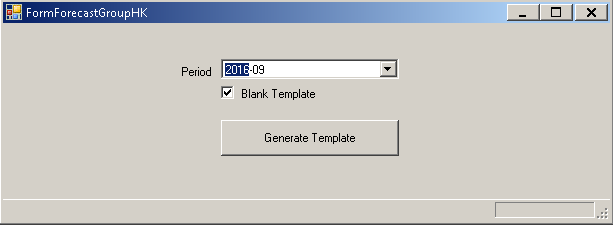 FormForecastGroupHK
Period 2016-09
Blank Template
Generate Template